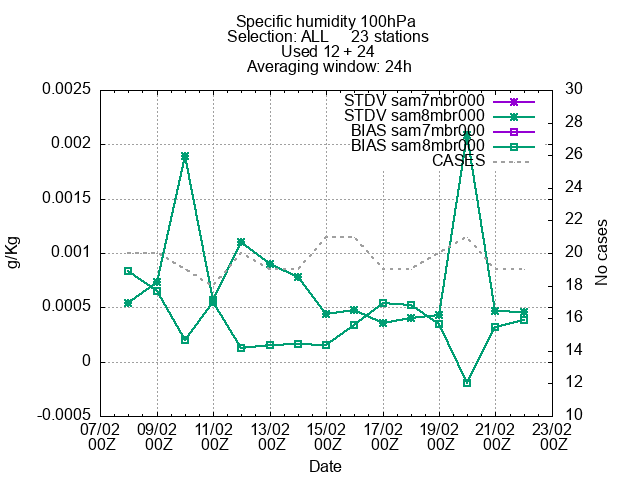 Specific humidity 100hPa
Selection: ALL 23 stations
Used 12 + 24
Averaging window: 24h
STDV sam7mbr000
STDV sam8mbr000
BIAS sam7mbr000
BIAS sam8mbr000
CASES
g/Kg
0.0025
0.002
0.0015
0.001
0.0005
0
-0.0005
30
28
26
24
22
20
18
16
14
12
10
No cases
07/02 09/02 11/02 13/02 15/02 17/02 19/02 21/02 23/02
00Z 00Z 00Z 00Z 00Z 00Z 00Z 00Z 00Z
Date